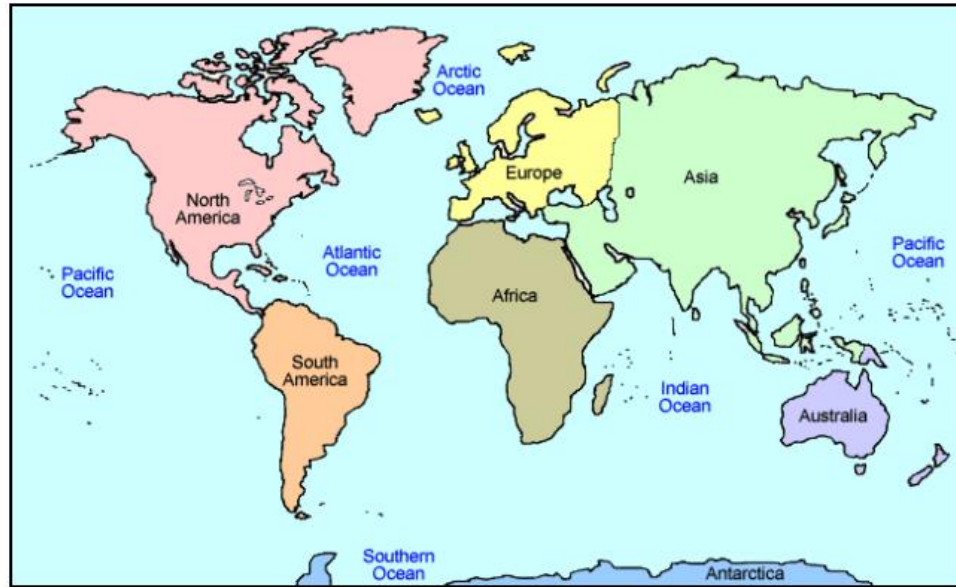 Arctic
Ocean
Europe
Asia
North
America
Atlantic
Ocean
Pacific
Ocean
Pacific
Ocean
Africa
South
America
Indian
Ocean
Australia
Southern
Ocean
Antarctica